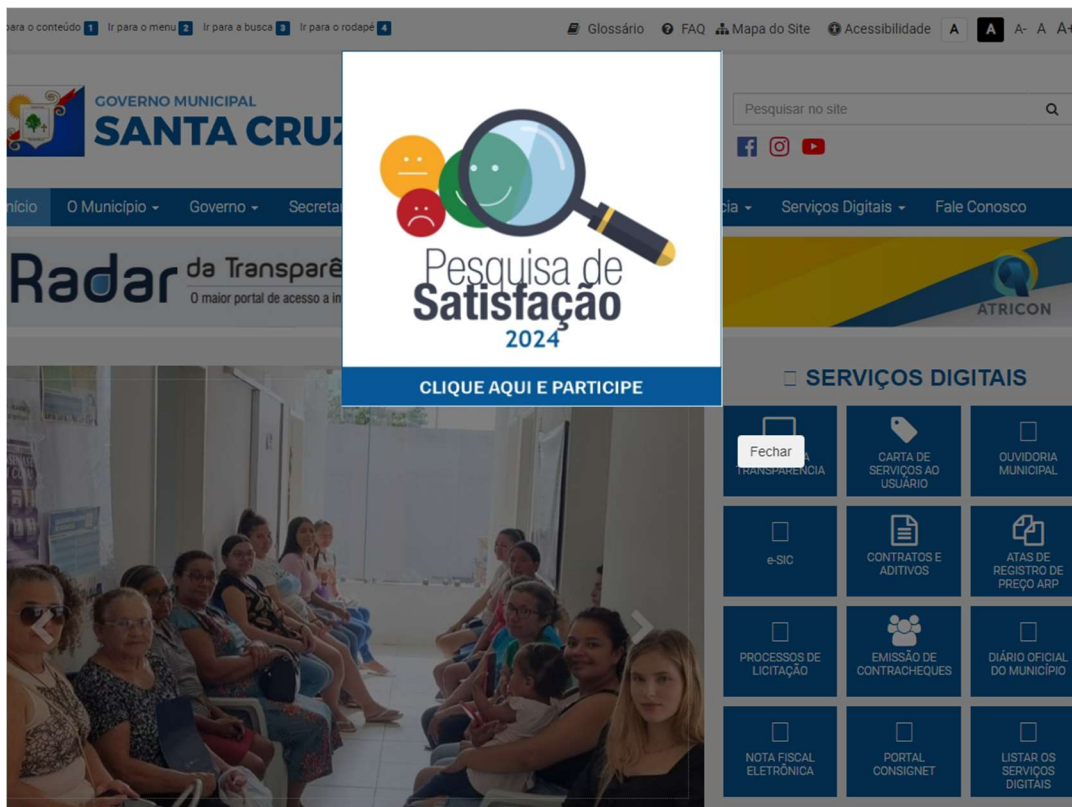 para o conteúdo 1 Ir para o menu 2 Ir para a busca 3 Ir para o rodapé 4
Glossário FAQ Mapa do Site Acessibilidade A A A- A A+
GOVERNO MUNICIPAL
SANTA CRUZ
Pesquisar no site
Início O Município Governo Serviços Digitais Fale Conosco
Radar da Transparê
O maior portal de acesso a in
ATRICON
Pesquisa de
Satisfação
2024
CLIQUE AQUI E PARTICIPE
SERVIÇOS DIGITAIS
Fechar
TRANSPARÊNCIA
CARTA DE
SERVIÇOS AO
USUÁRIO
OUVIDORIA
MUNICIPAL
e-SIC
CONTRATOS E
ADITIVOS
ATAS DE
REGISTRO DE
PREÇO ARP
PROCESSOS DE
LICITAÇÃO
EMISSÃO DE
CONTRACHEQUES
DIÁRIO OFICIAL
DO MUNICÍPIO
NOTA FISCAL
ELETRÔNICA
PORTAL
CONSIGNET
LISTAR OS
SERVIÇOS
DIGITAIS